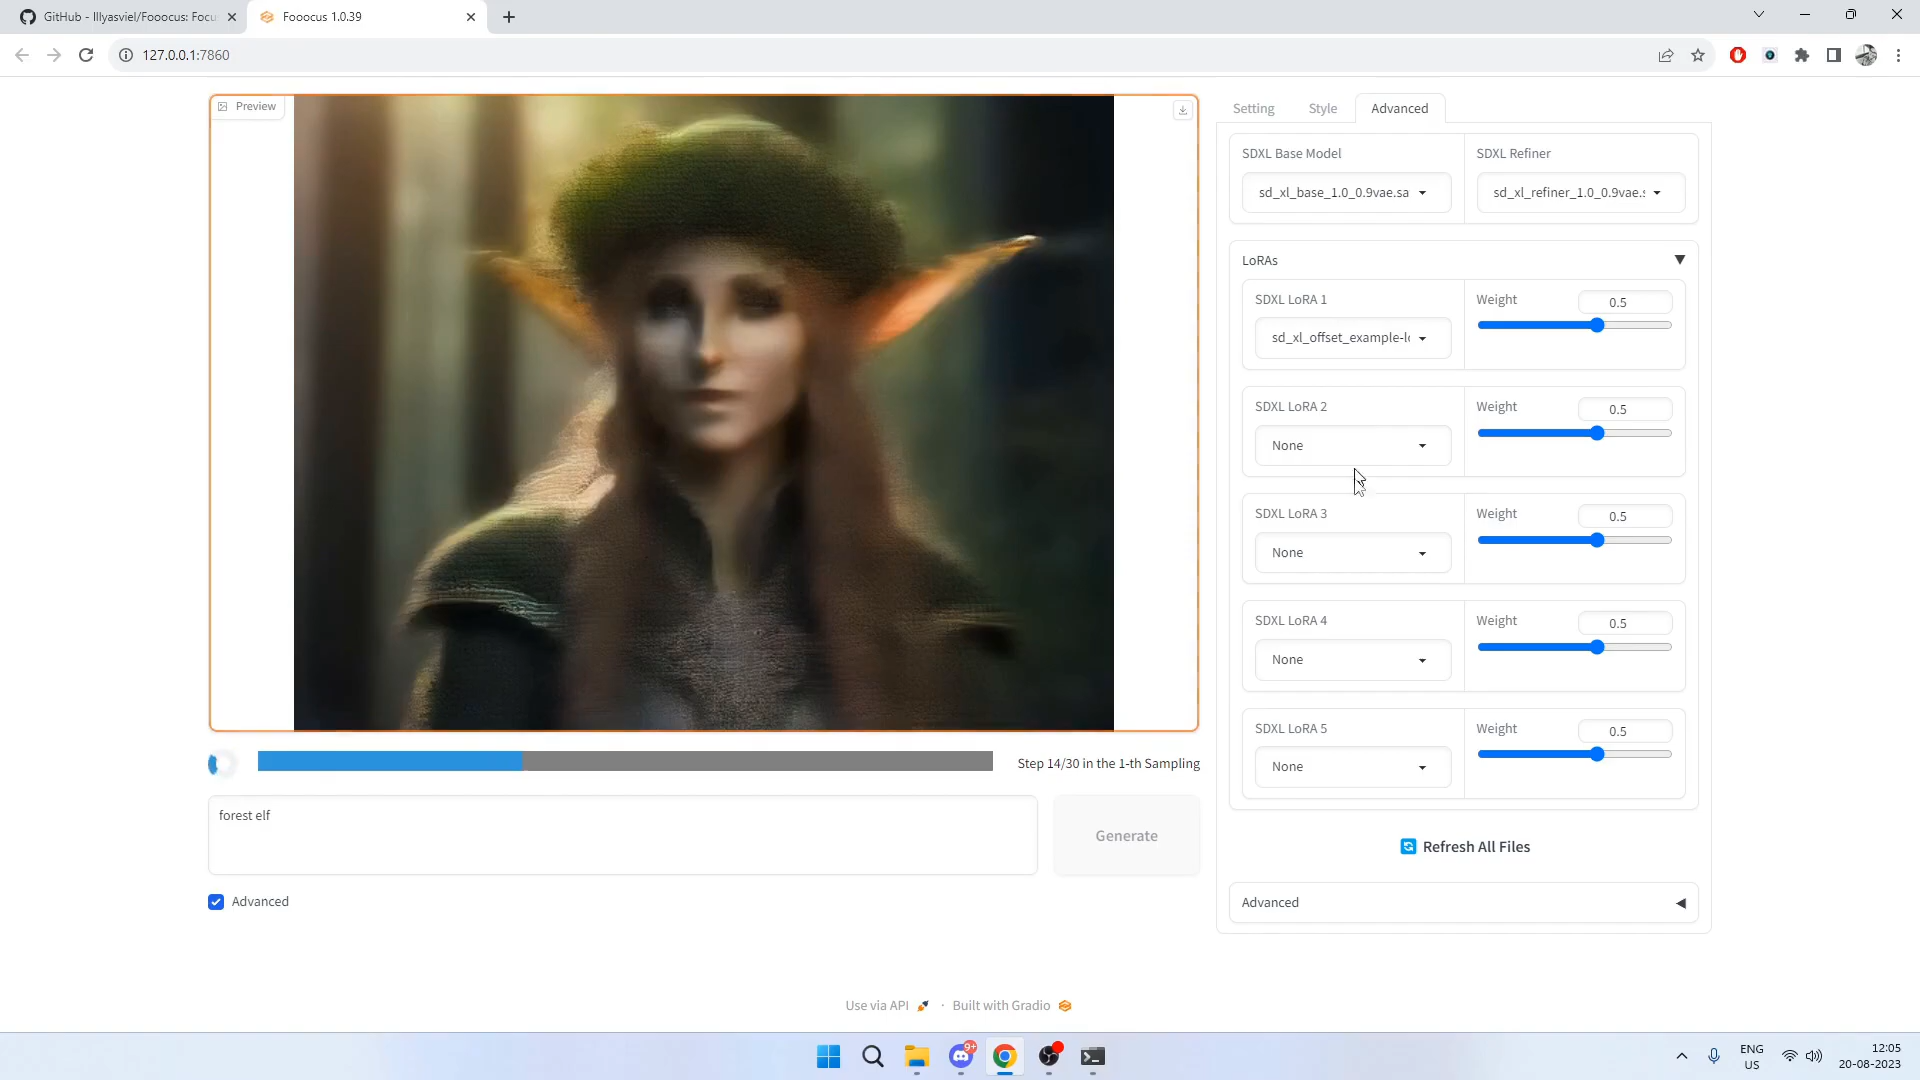 GitHub - lllyasviel/Fooocus: Focu
Fooocus 1.0.39
127.0.0.1:7860
Preview
Setting
Style
Advanced
SDXL Base Model
SDXL Refiner
sd_xl_base_1.0_0.9vae.sa
sd_xl_refiner_1.0_0.9vae.s
LoRAs
SDXL LoRA 1
Weight
0.5
sd_xl_offset_example-lo
SDXL LoRA 2
Weight
0.5
None
SDXL LoRA 3
Weight
0.5
None
SDXL LoRA 4
Weight
0.5
None
SDXL LoRA 5
Weight
0.5
None
Step 14/30 in the 1-th Sampling
forest elf
Generate
Refresh All Files
Advanced
Advanced
Use via API · Built with Gradio
9+
ENG
US
12:05
20-08-2023